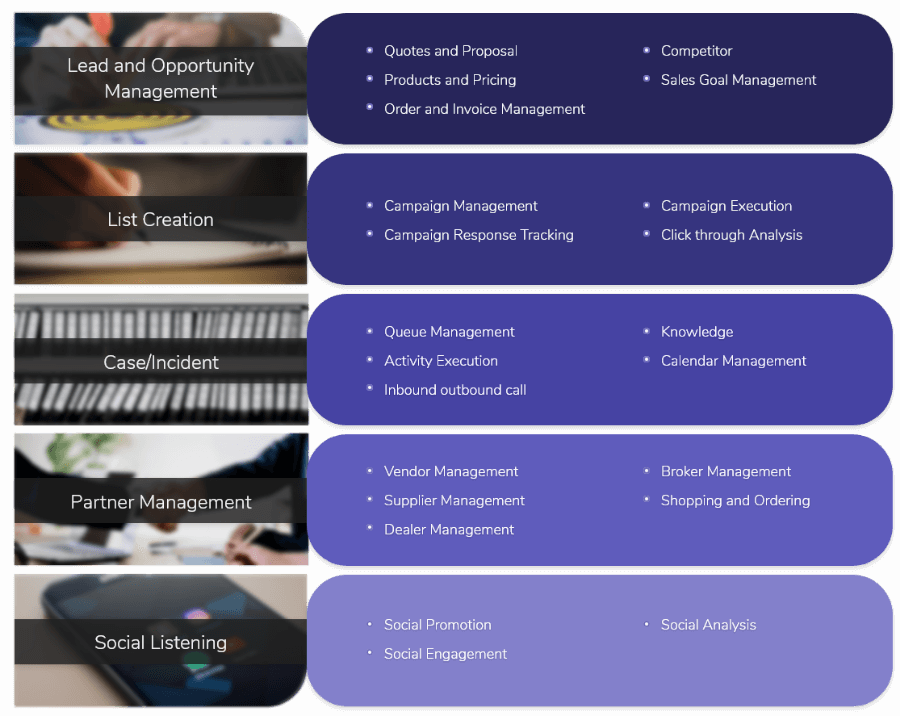 Lead and Opportunity
Management
Quotes and Proposal
Products and Pricing
Order and Invoice Management
Competitor
Sales Goal Management
List Creation
Campaign Management
Campaign Response Tracking
Campaign Execution
Click through Analysis
Case/Incident
Queue Management
Activity Execution
Inbound outbound call
Knowledge
Calendar Management
Partner Management
Vendor Management
Supplier Management
Dealer Management
Broker Management
Shopping and Ordering
Social Listening
Social Promotion
Social Engagement
Social Analysis